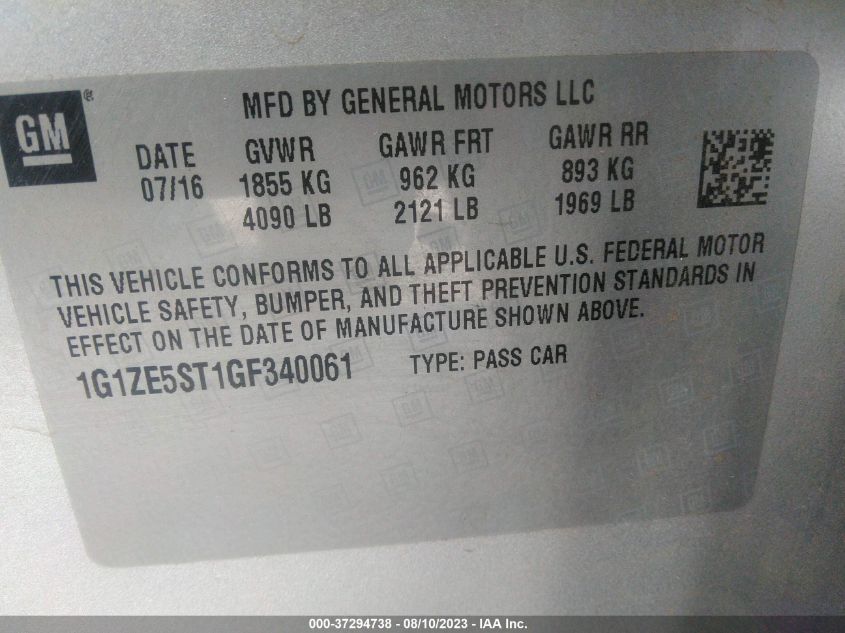 GM ®
MFD BY GENERAL MOTORS LLC
DATE GVWR GAWR FRT GAWR RR
07/16 1855 KG 962 KG 893 KG
4090 LB 2121 LB 1969 LB
THIS VEHICLE CONFORMS TO ALL APPLICABLE U.S. FEDERAL MOTOR
VEHICLE SAFETY, BUMPER, AND THEFT PREVENTION STANDARDS IN
EFFECT ON THE DATE OF MANUFACTURE SHOWN ABOVE.
1G1ZE5ST1GF340061 TYPE: PASS CAR
000-37294738 - 08/10/2023 - IAA Inc.